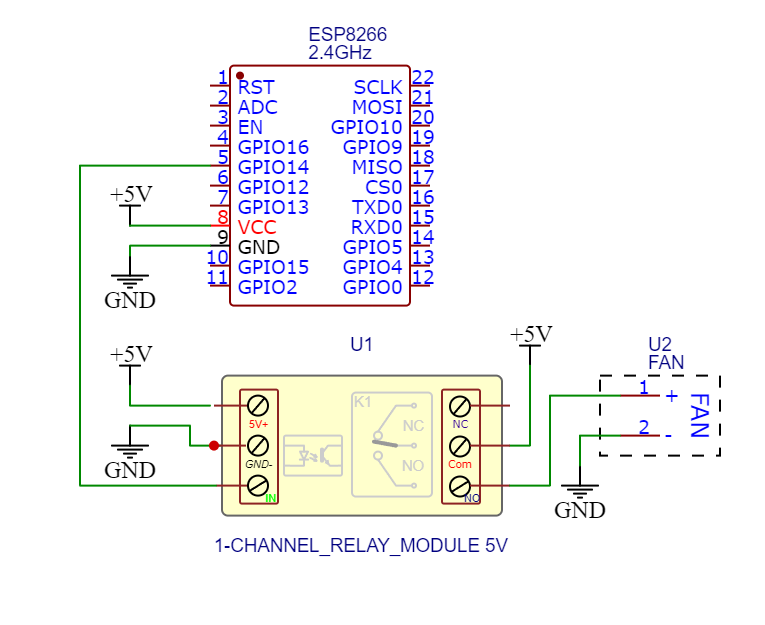 ESP8266
2.4GHz
1 RST SCLK 22
2 ADC MOSI 21
3 EN GPIO10 20
4 GPIO16 GPIO9 19
5 GPIO14 MISO 18
6 GPIO12 CS0 17
7 GPIO13 TXD0 16
8 VCC RXD0 15
9 GND GPIO5 14
10 GPIO15 GPIO4 13
11 GPIO2 GPIO0 12
+5V
GND
+5V
GND
U1
+5V
U2
FAN
1 +
2 -
FAN
GND
K1
NC
NO
5V+
GND-
IN
NC
Com
NO
1-CHANNEL_RELAY_MODULE 5V